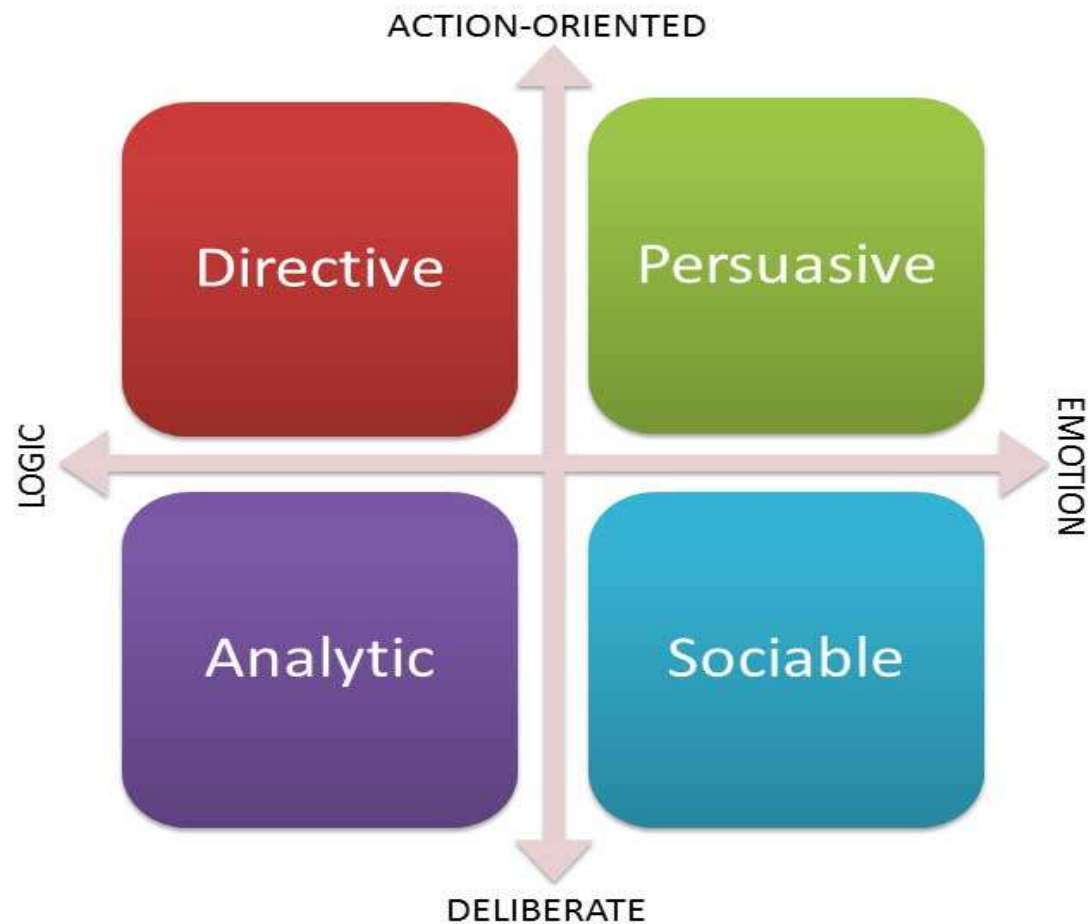 ACTION-ORIENTED
Directive
Persuasive
LOGIC
EMOTION
Analytic
Sociable
DELIBERATE